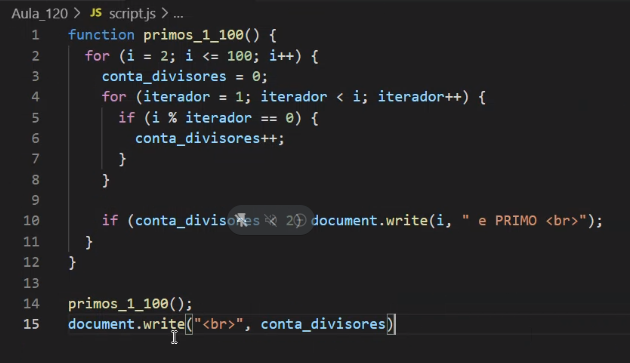 Aula_120 > JS script.js > ...
1 function primos_1_100() {
2 for (i = 2; i <= 100; i++) {
3 conta_divisores = 0;
4 for (iterador = 1; iterador < i; iterador++) {
5 if (i % iterador == 0) {
6 conta_divisores++;
7 }
8 }
9
10 if (conta_divisores < 2) document.write(i, " e PRIMO <br>");
11 }
12 }
13
14 primos_1_100();
15 document.write("<br>", conta_divisores)